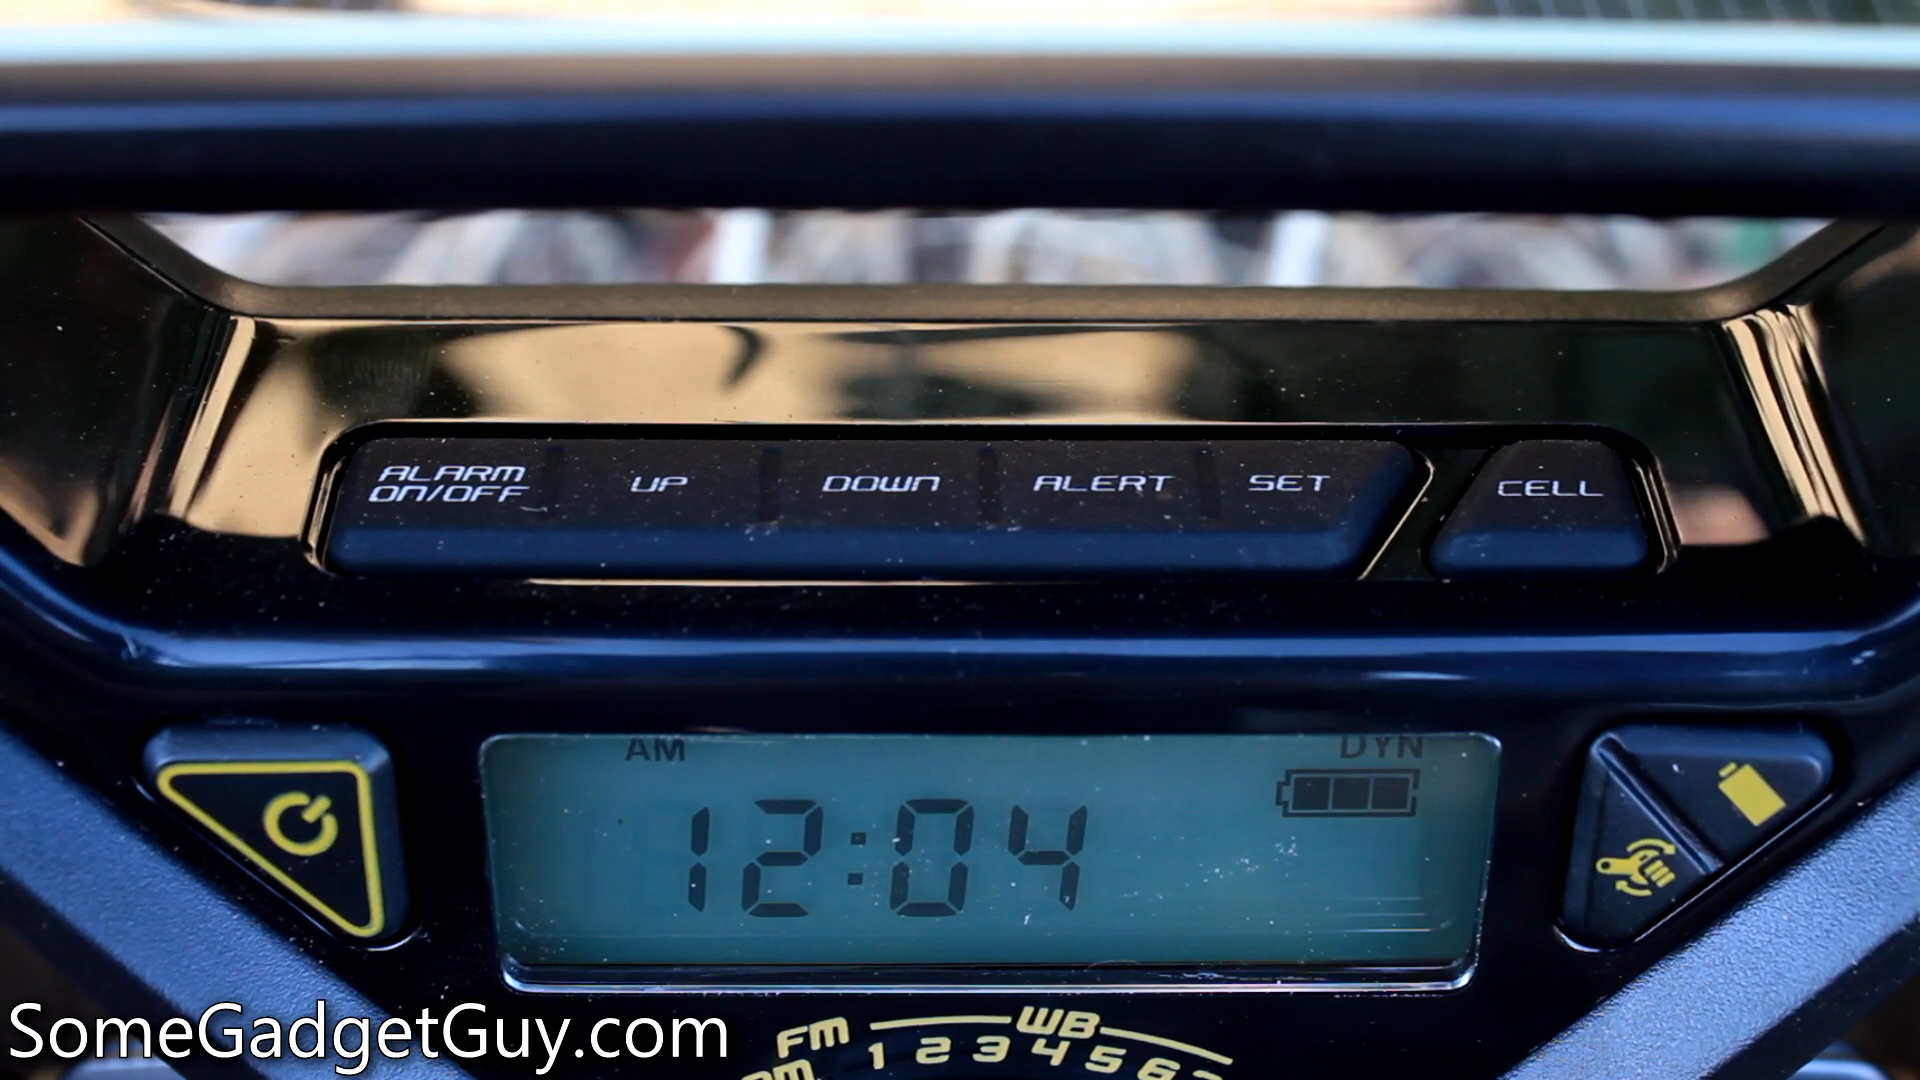 ALARM
ON/OFF
UP
DOWN
ALERT
SET
CELL
AM
DYN
12:04
FM
WB
1 2 3 4 5 6
SomeGadgetGuy.com